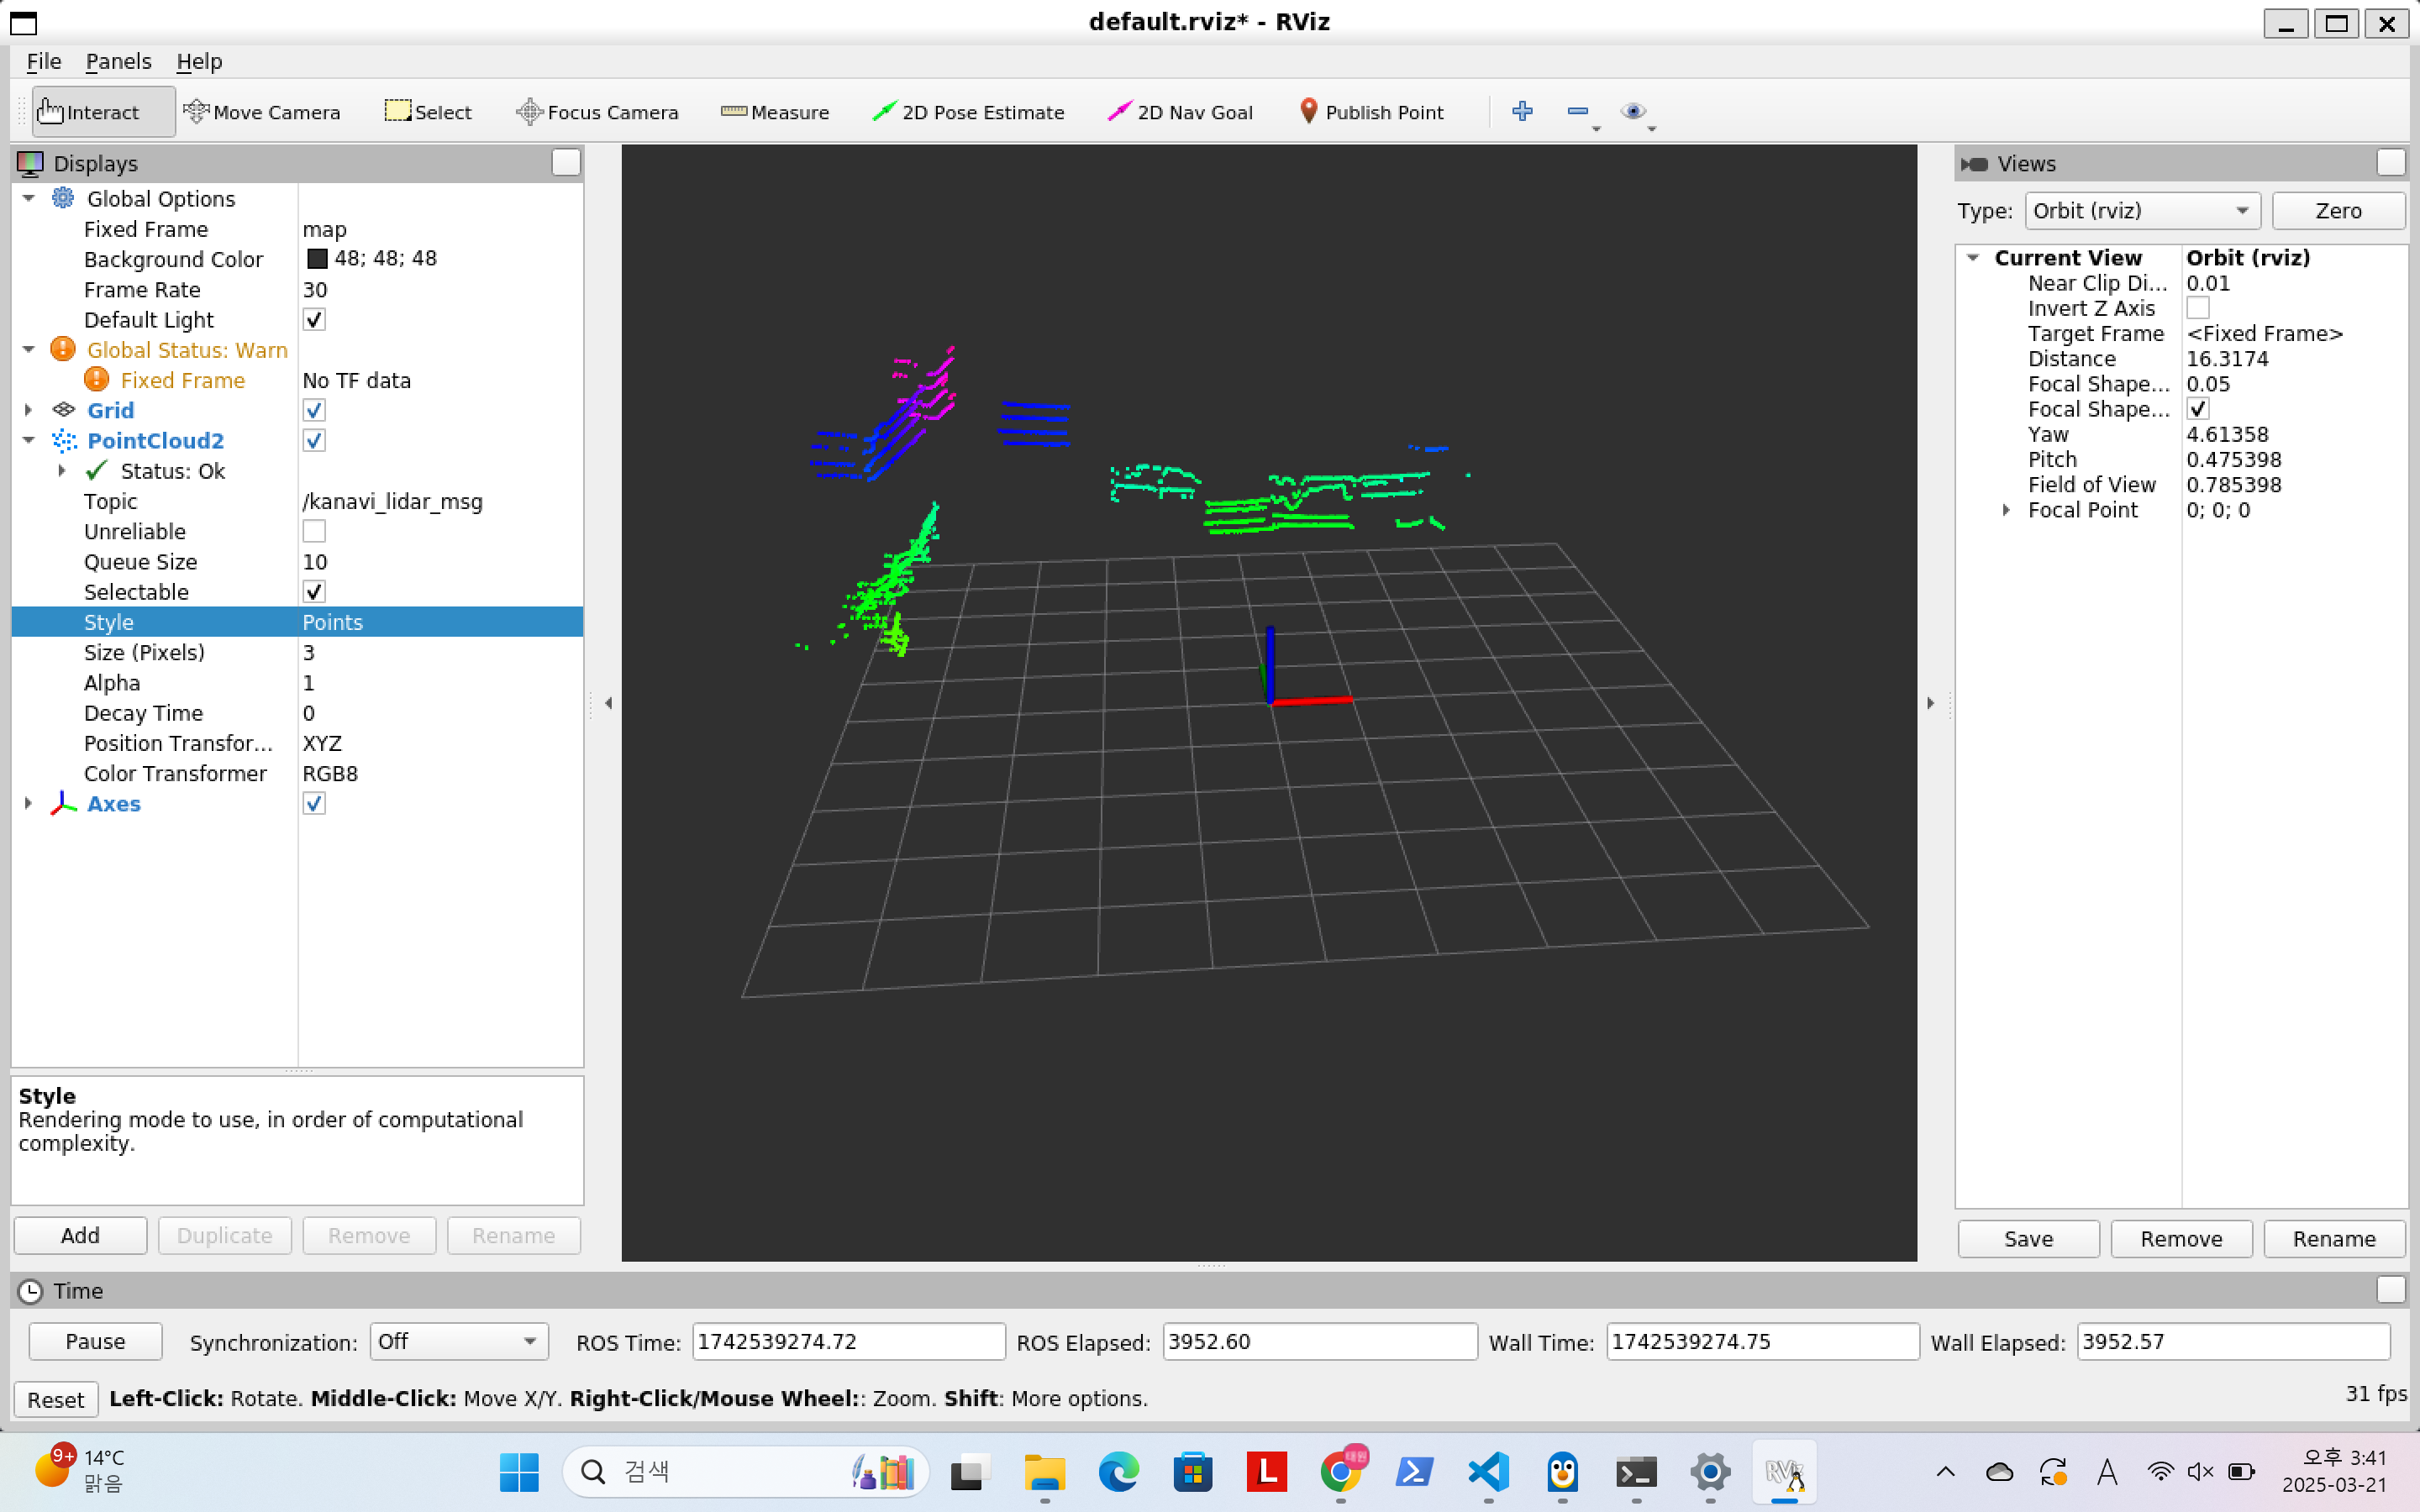 default.rviz* - RViz
File Panels Help
Interact Move Camera Select Focus Camera Measure 2D Pose Estimate 2D Nav Goal Publish Point
Displays
Global Options
Fixed Frame map
Background Color 48; 48; 48
Frame Rate 30
Default Light
Global Status: Warn
Fixed Frame No TF data
Grid
PointCloud2
Status: Ok
Topic /kanavi_lidar_msg
Unreliable
Queue Size 10
Selectable
Style Points
Size (Pixels) 3
Alpha 1
Decay Time 0
Position Transfor... XYZ
Color Transformer RGB8
Axes
Style
Rendering mode to use, in order of computational
complexity.
Add Duplicate Remove Rename
Views
Type: Orbit (rviz) Zero
Current View Orbit (rviz)
Near Clip Di... 0.01
Invert Z Axis
Target Frame <Fixed Frame>
Distance 16.3174
Focal Shape... 0.05
Focal Shape...
Yaw 4.61358
Pitch 0.475398
Field of View 0.785398
Focal Point 0; 0; 0
Save Remove Rename
Time
Pause Synchronization: Off ROS Time: 1742539274.72 ROS Elapsed: 3952.60 Wall Time: 1742539274.75 Wall Elapsed: 3952.57
Reset Left-Click: Rotate. Middle-Click: Move X/Y. Right-Click/Mouse Wheel:: Zoom. Shift: More options. 31 fps
9+ 14°C
맑음
검색
L
태원
RViz
A
오후 3:41
2025-03-21